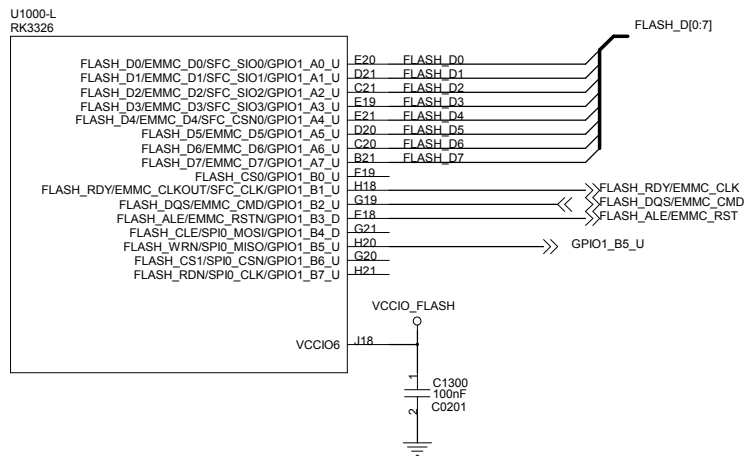 U1000-L
RK3326
FLASH_D[0:7]
FLASH_D0/EMMC_D0/SFC_SIO0/GPIO1_A0_U E20 FLASH_D0
FLASH_D1/EMMC_D1/SFC_SIO1/GPIO1_A1_U D21 FLASH_D1
FLASH_D2/EMMC_D2/SFC_SIO2/GPIO1_A2_U C21 FLASH_D2
FLASH_D3/EMMC_D3/SFC_SIO3/GPIO1_A3_U E19 FLASH_D3
FLASH_D4/EMMC_D4/SFC_CSN0/GPIO1_A4_U E21 FLASH_D4
FLASH_D5/EMMC_D5/GPIO1_A5_U D20 FLASH_D5
FLASH_D6/EMMC_D6/GPIO1_A6_U C20 FLASH_D6
FLASH_D7/EMMC_D7/GPIO1_A7_U B21 FLASH_D7
FLASH_CS0/GPIO1_B0_U F19
FLASH_RDY/EMMC_CLKOUT/SFC_CLK/GPIO1_B1_U H18 FLASH_RDY/EMMC_CLK
FLASH_DQS/EMMC_CMD/GPIO1_B2_U G19 FLASH_DQS/EMMC_CMD
FLASH_ALE/EMMC_RSTN/GPIO1_B3_D F18 FLASH_ALE/EMMC_RST
FLASH_CLE/SPI0_MOSI/GPIO1_B4_D G21
FLASH_WRN/SPI0_MISO/GPIO1_B5_U H20 GPIO1_B5_U
FLASH_CS1/SPI0_CSN/GPIO1_B6_U G20
FLASH_RDN/SPI0_CLK/GPIO1_B7_U H21
VCCIO_FLASH
VCCIO6 J18
1
C1300
100nF
C0201
2